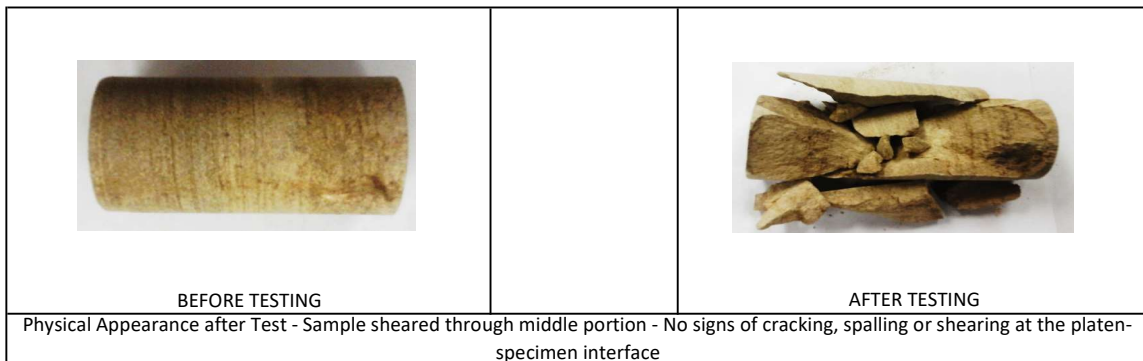 BEFORE TESTING
AFTER TESTING
Physical Appearance after Test - Sample sheared through middle portion - No signs of cracking, spalling or shearing at the platen-
specimen interface